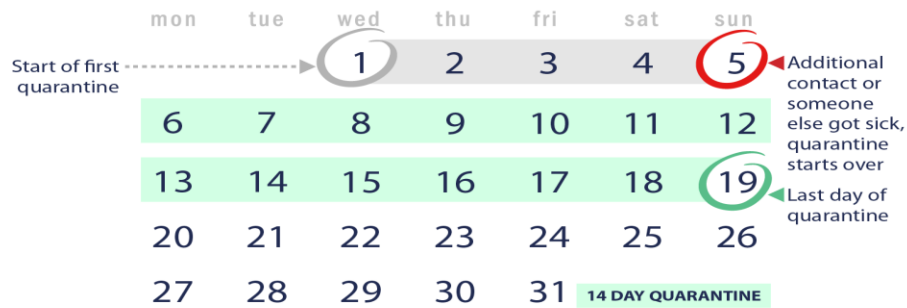 mon tue wed thu fri sat sun
Start of first
quarantine
1 2 3 4 5
Additional
contact or
someone
else got sick,
quarantine
starts over
6 7 8 9 10 11 12
13 14 15 16 17 18 19
Last day of
quarantine
20 21 22 23 24 25 26
27 28 29 30 31
14 DAY QUARANTINE